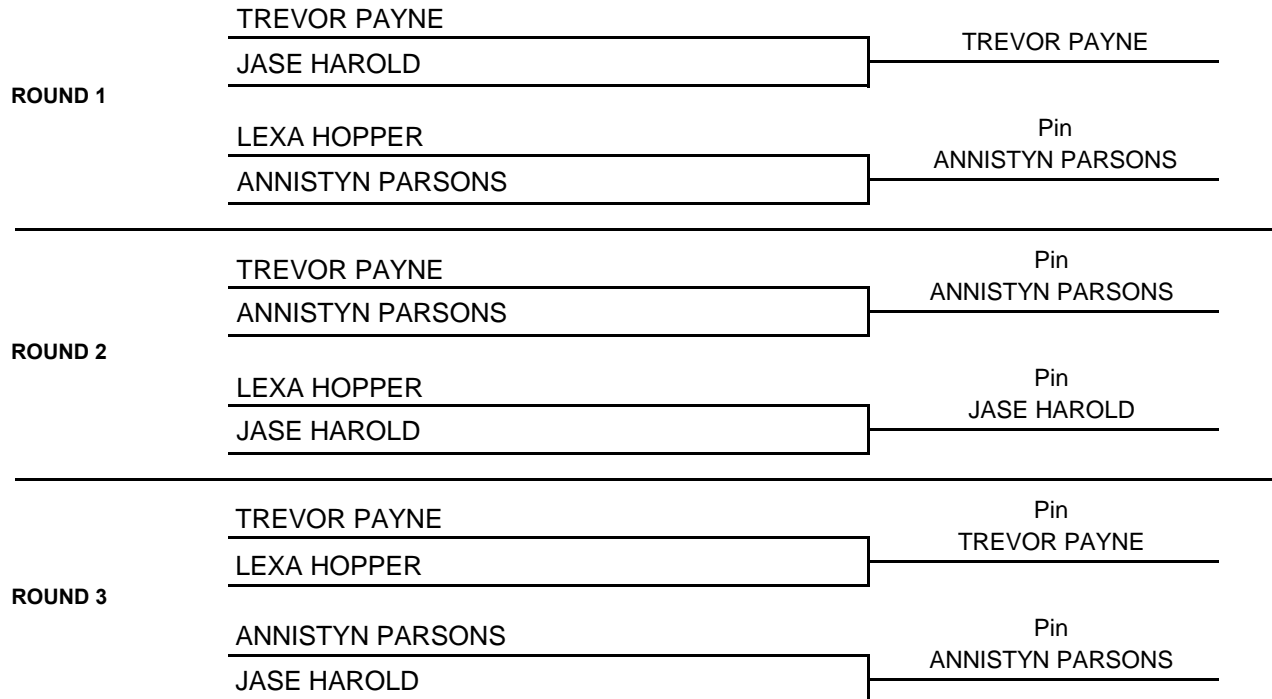 TREVOR PAYNE
JASE HAROLD
TREVOR PAYNE
ROUND 1
LEXA HOPPER
ANNISTYN PARSONS
Pin
ANNISTYN PARSONS
TREVOR PAYNE
ANNISTYN PARSONS
Pin
ANNISTYN PARSONS
ROUND 2
LEXA HOPPER
JASE HAROLD
Pin
JASE HAROLD
TREVOR PAYNE
LEXA HOPPER
Pin
TREVOR PAYNE
ROUND 3
ANNISTYN PARSONS
JASE HAROLD
Pin
ANNISTYN PARSONS